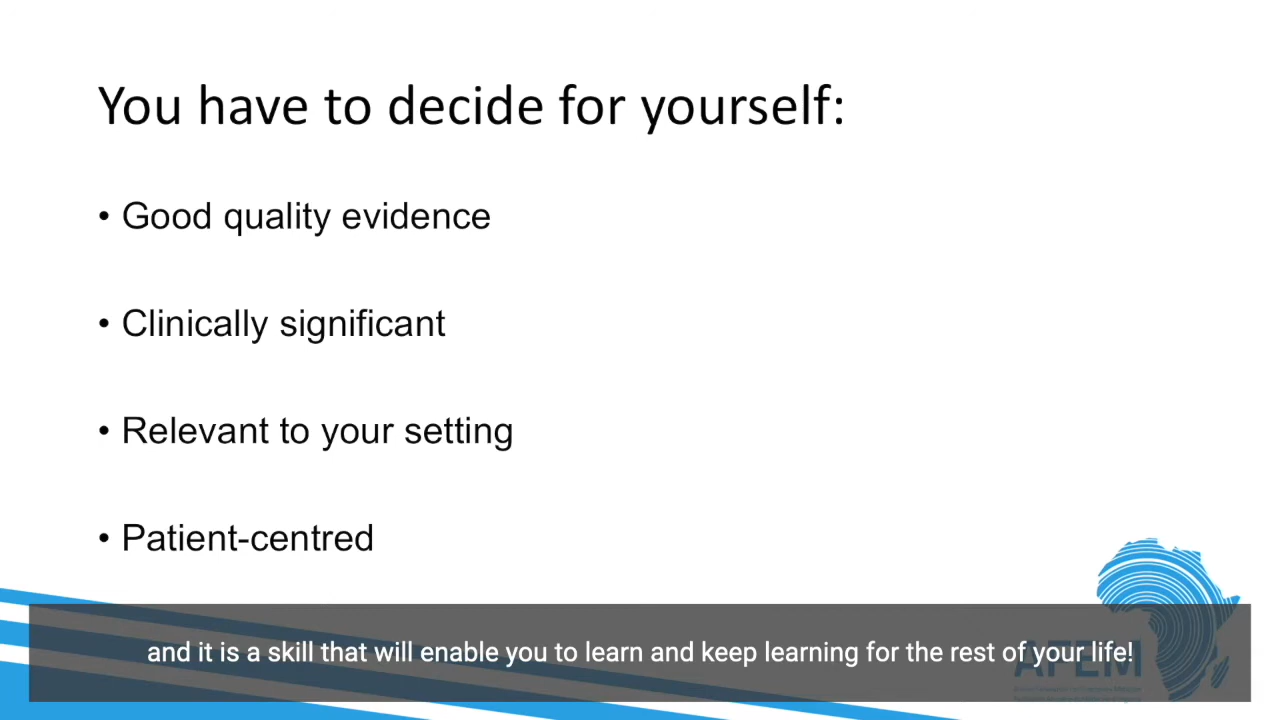 You have to decide for yourself:
• Good quality evidence
• Clinically significant
• Relevant to your setting
• Patient-centred
and it is a skill that will enable you to learn and keep learning for the rest of your life!
AFEM